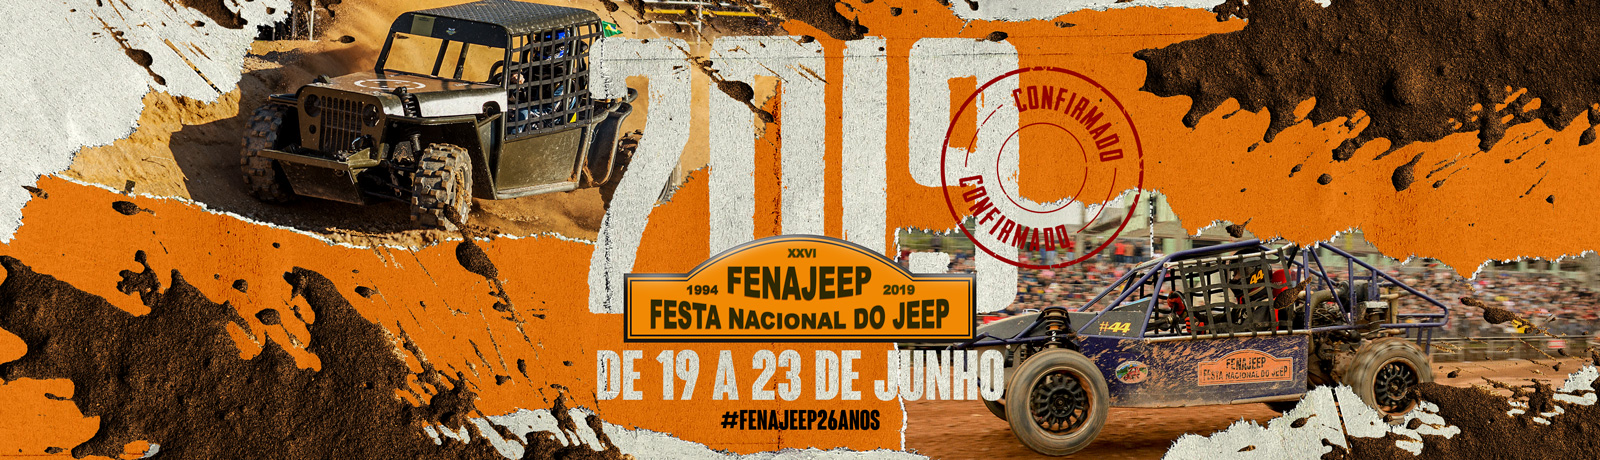 2019
CONFIRMADO
CONFIRMADO
XXVI
1994 FENAJEEP 2019
FESTA NACIONAL DO JEEP
DE 19 A 23 DE JUNHO
#FENAJEEP26ANOS
44
#44
FENAJEEP
FESTA NACIONAL DO JEEP